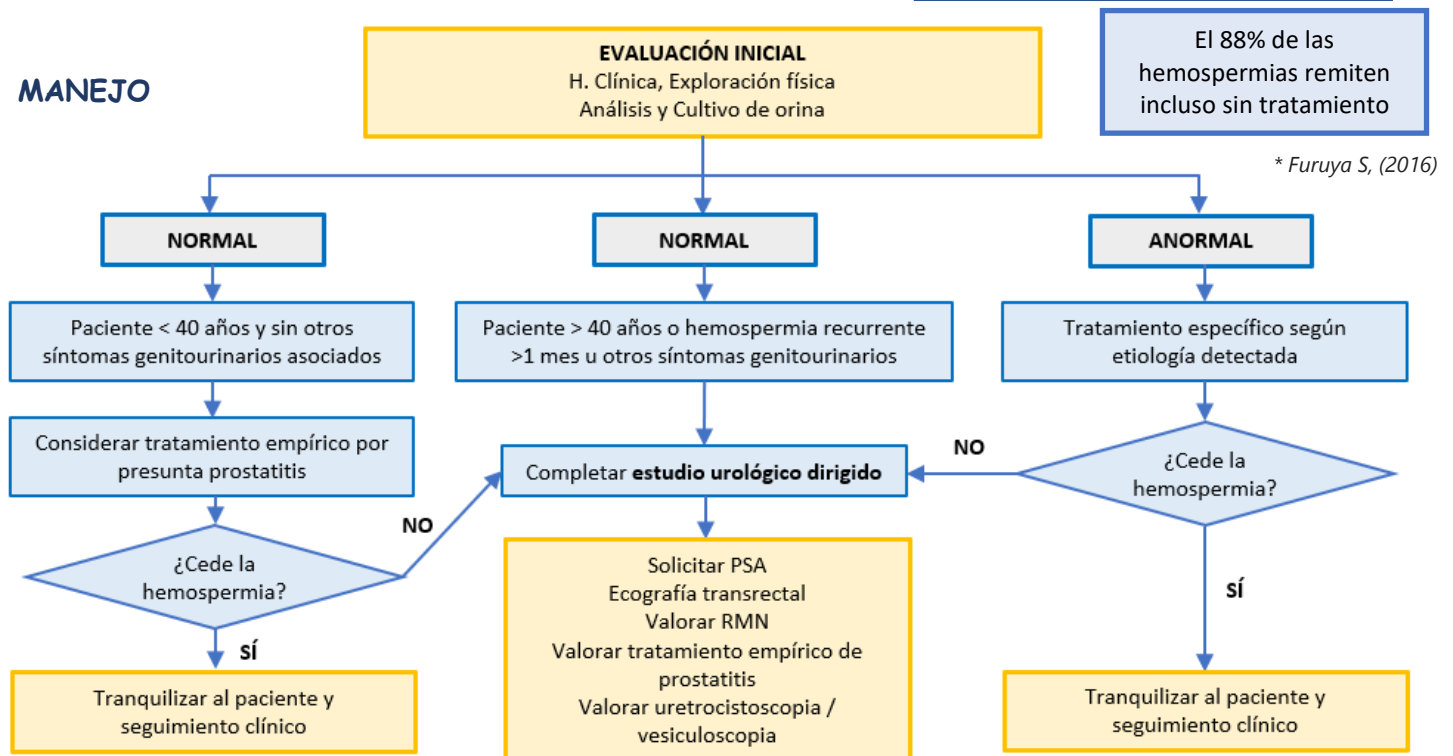 MANEJO
EVALUACIÓN INICIAL
H. Clínica, Exploración física
Análisis y Cultivo de orina
El 88% de las
hemospermias remiten
incluso sin tratamiento
* Furuya S, (2016)
NORMAL
NORMAL
ANORMAL
Paciente < 40 años y sin otros
síntomas genitourinarios asociados
Paciente > 40 años o hemospermia recurrente
>1 mes u otros síntomas genitourinarios
Tratamiento específico según
etiología detectada
Considerar tratamiento empírico por
presunta prostatitis
Completar estudio urológico dirigido
NO
¿Cede la
hemospermia?
NO
¿Cede la
hemospermia?
Solicitar PSA
Ecografía transrectal
Valorar RMN
Valorar tratamiento empírico de
prostatitis
Valorar uretrocistoscopia /
vesiculoscopia
SÍ
SÍ
Tranquilizar al paciente y
seguimiento clínico
Tranquilizar al paciente y
seguimiento clínico